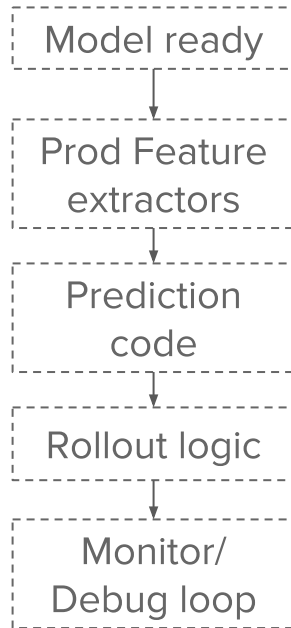 Model ready
Prod Feature
extractors
Prediction
code
Rollout logic
Monitor/
Debug loop